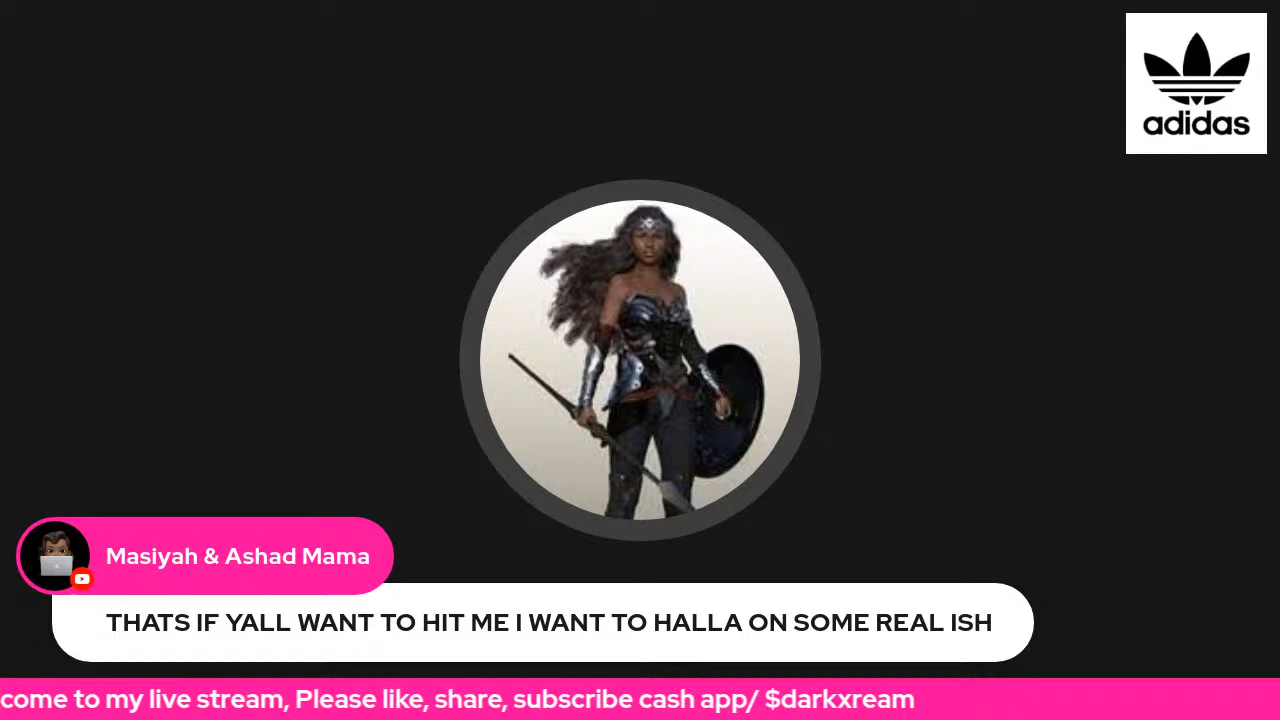 adidas
Masiyah & Ashad Mama
THATS IF YALL WANT TO HIT ME I WANT TO HALLA ON SOME REAL ISH
come to my live stream, Please like, share, subscribe cash app/ $darkxream